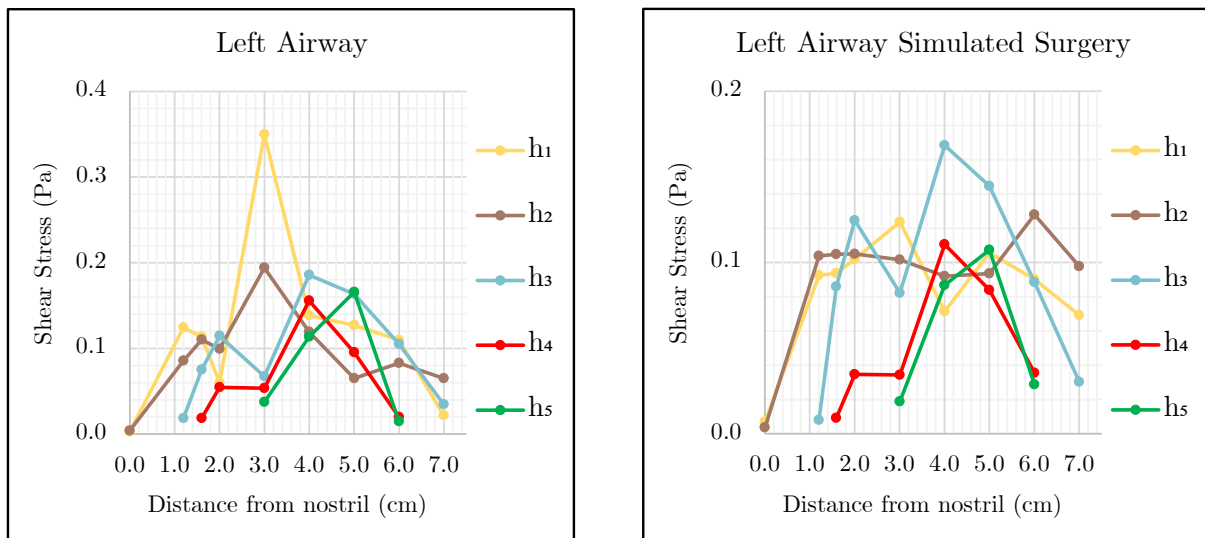 Left Airway
0.4
0.3
0.2
0.1
0.0
Shear Stress (Pa)
0.0 1.0 2.0 3.0 4.0 5.0 6.0 7.0
Distance from nostril (cm)
h1
h2
h3
h4
h5
Left Airway Simulated Surgery
0.2
0.1
0.0
Shear Stress (Pa)
0.0 1.0 2.0 3.0 4.0 5.0 6.0 7.0
Distance from nostril (cm)
h1
h2
h3
h4
h5